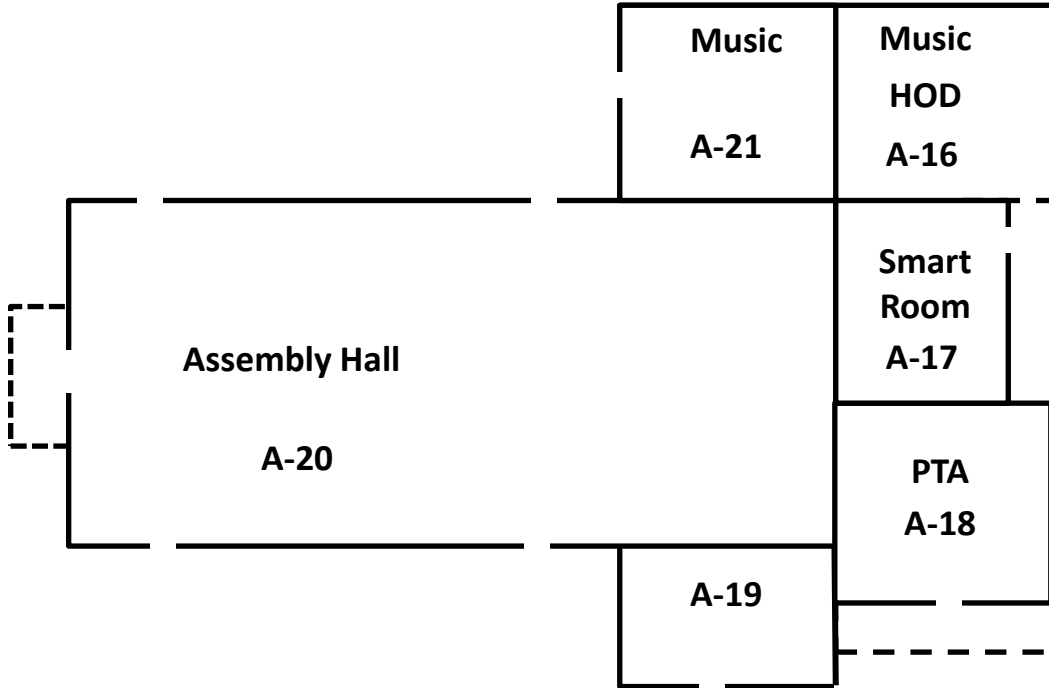 Music
A-21
Music
HOD
A-16
Smart
Room
A-17
Assembly Hall
A-20
PTA
A-18
A-19